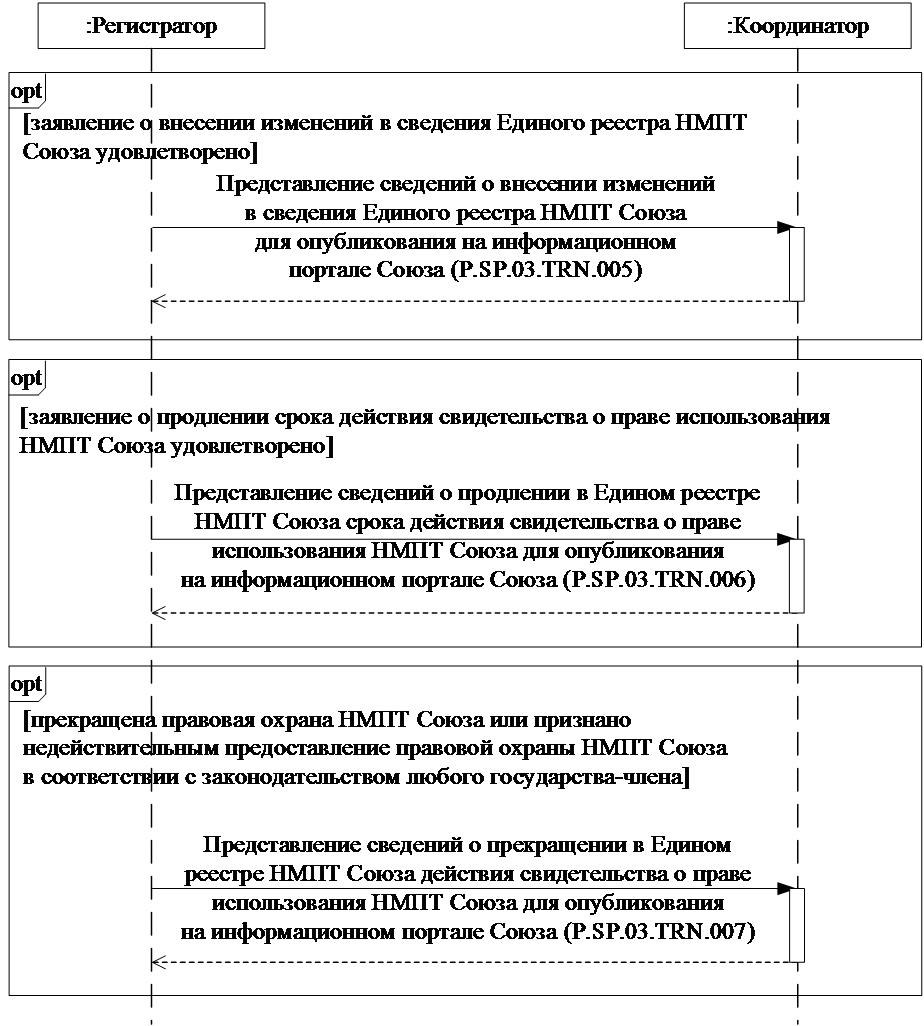 :Регистратор
:Координатор
opt
[заявление о внесении изменений в сведения Единого реестра НМПТ
Союза удовлетворено]
Представление сведений о внесении изменений
в сведения Единого реестра НМПТ Союза
для опубликования на информационном
портале Союза (P.SP.03.TRN.005)
opt
[заявление о продлении срока действия свидетельства о праве использования
НМПТ Союза удовлетворено]
Представление сведений о продлении в Едином реестре
НМПТ Союза срока действия свидетельства о праве
использования НМПТ Союза для опубликования
на информационном портале Союза (P.SP.03.TRN.006)
opt
[прекращена правовая охрана НМПТ Союза или признано
недействительным предоставление правовой охраны НМПТ Союза
в соответствии с законодательством любого государства-члена]
Представление сведений о прекращении в Едином
реестре НМПТ Союза действия свидетельства о праве
использования НМПТ Союза для опубликования
на информационном портале Союза (P.SP.03.TRN.007)